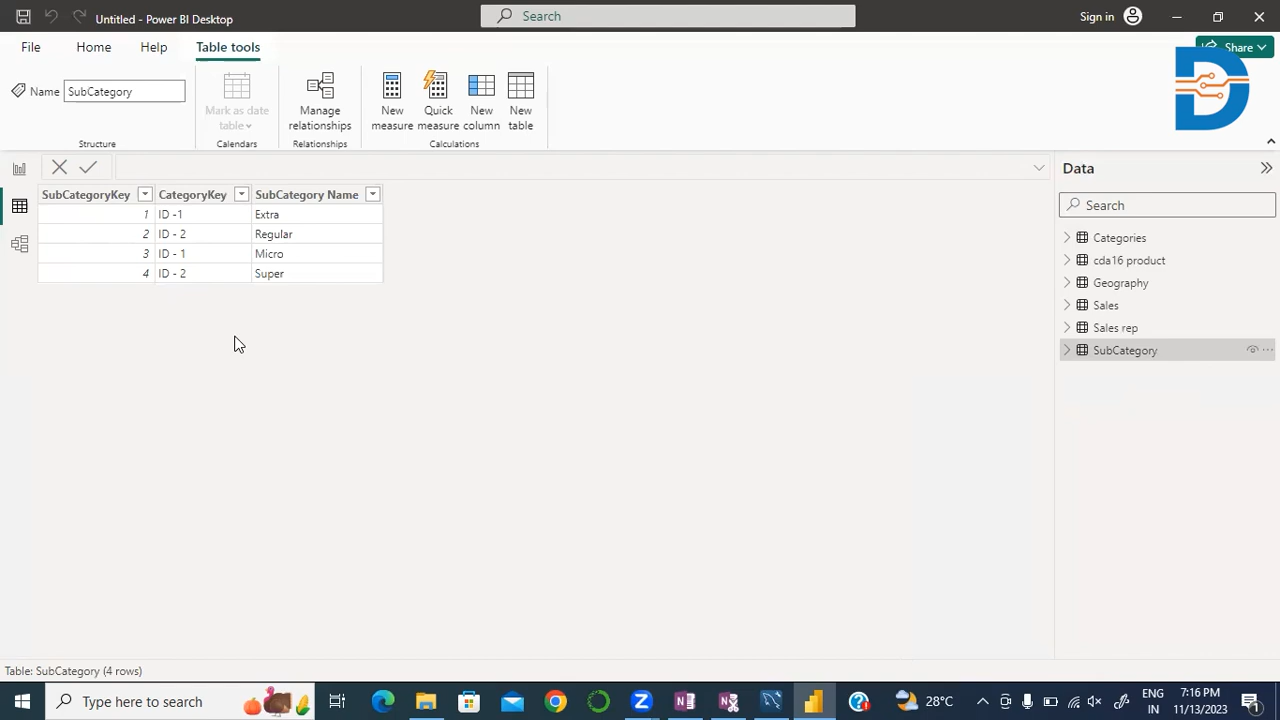 Untitled - Power BI Desktop
Search
Sign in
File
Home
Help
Table tools
Share
Name
SubCategory
Mark as date
table
Manage
relationships
New
measure
Quick
measure
New
column
New
table
Structure
Calendars
Relationships
Calculations
Data
Search
SubCategoryKey
CategoryKey
SubCategory Name
1
ID -1
Extra
2
ID - 2
Regular
3
ID - 1
Micro
4
ID - 2
Super
Categories
cda16 product
Geography
Sales
Sales rep
SubCategory
Table: SubCategory (4 rows)
Type here to search
28°C
ENG
IN
7:16 PM
11/13/2023
1